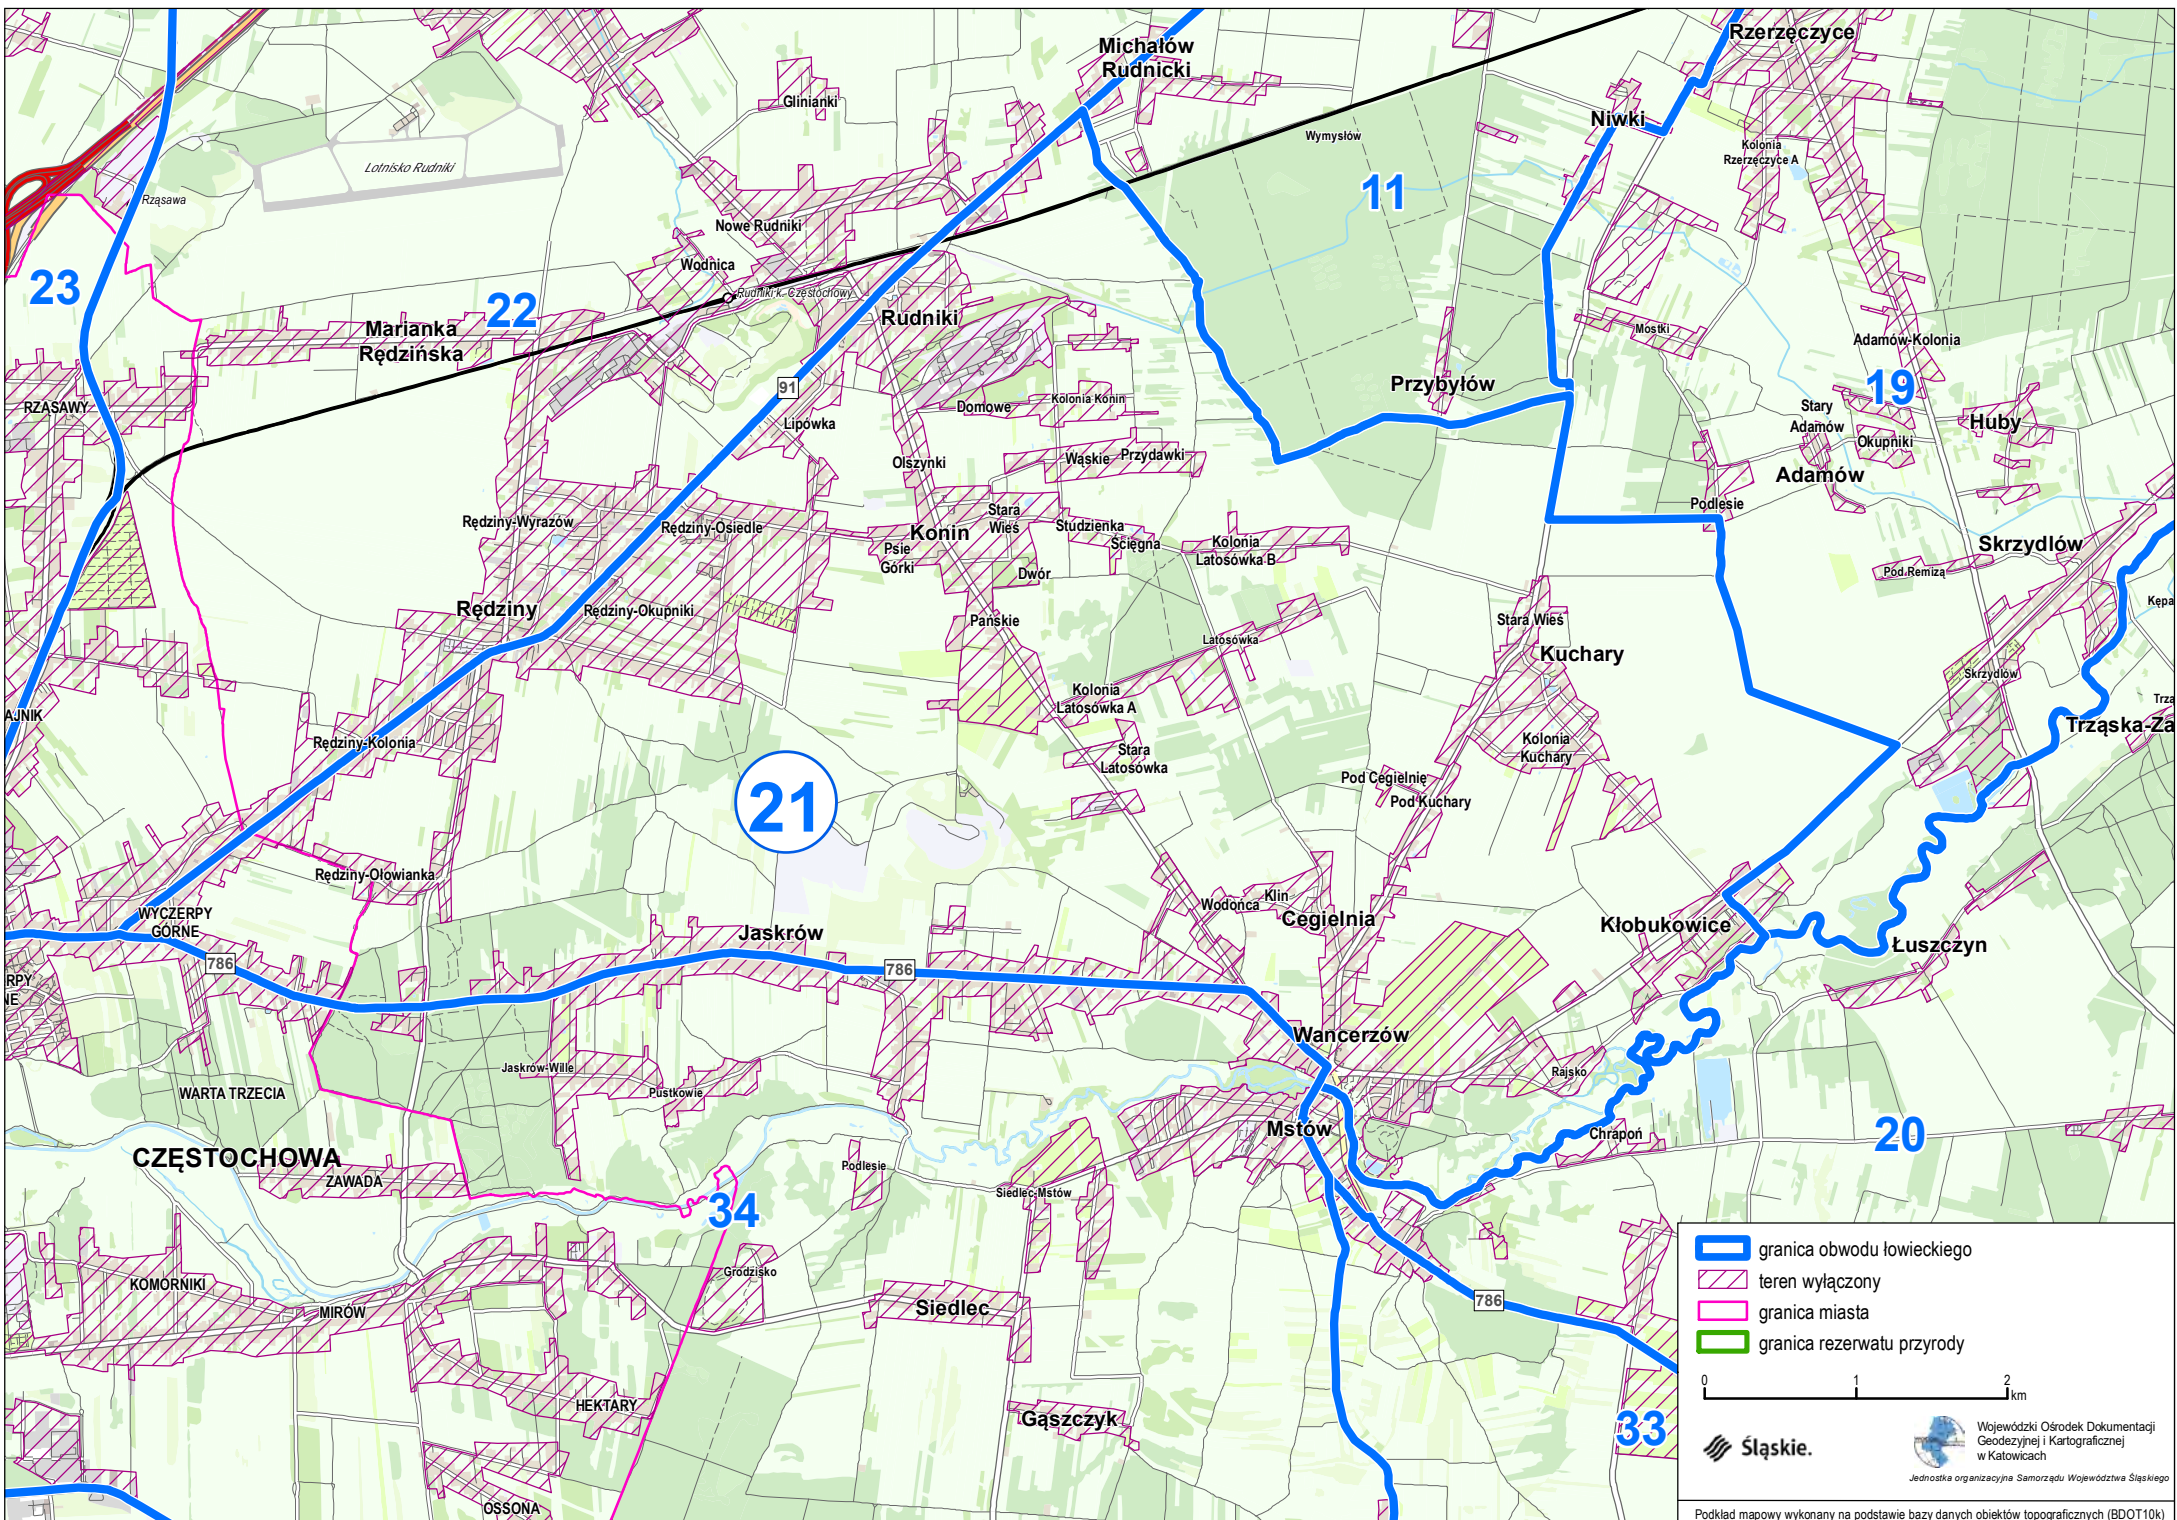 Michałów
Rudnicki
Rzerzęczyce
Glinianki
Niwki
Wymysłów
Kolonia
Rzerzęczyce A
Lotnisko Rudniki
Rząsawa
11
Nowe Rudniki
Wodnica
23
22
Rudniki k. Częstochowy
Rudniki
Marianka
Rędzińska
Mostki
Adamów-Kolonia
91
Przybyłów
19
RZĄSAWY
Domowe
Kolonia Konin
Stary
Adamów
Huby
Lipówka
Okupniki
Olszynki
Wąskie
Przydawki
Adamów
Podlesie
Rędziny-Wyrazów
Rędziny-Osiedle
Stara
Wieś
Konin
Studzienka
Ścięgna
Psie
Górki
Kolonia
Latosówka B
Skrzydlów
Dwór
Pod Remizą
Rędziny
Rędziny-Okupniki
Kępa
Pańskie
Stara Wieś
Latosówka
Kuchary
Skrzydlów
Kolonia
Latosówka A
AJNIK
Trzą
Trząska-Za
Rędziny-Kolonia
Stara
Latosówka
Kolonia
Kuchary
Pod Cegielnię
Pod Kuchary
21
Rędziny-Ołowianka
Wodońca
Klin
Cegielnia
WYCZERPY
GÓRNE
Jaskrów
Kłobukowice
Łuszczyn
786
786
RPY
NE
Wancerzów
Jaskrów-Wille
Pustkowie
Rajsko
WARTA TRZECIA
Mstów
Chrapoń
20
CZĘSTOCHOWA
ZAWADA
Podlesie
Siedlec-Mstów
34
KOMORNIKI
Grodzisko
MIRÓW
Siedlec
786
HEKTARY
Gąszczyk
33
OSSONA
granica obwodu łowieckiego
teren wyłączony
granica miasta
granica rezerwatu przyrody
0 1 2
km
Śląskie.
Wojewódzki Ośrodek Dokumentacji
Geodezyjnej i Kartograficznej
w Katowicach
Jednostka organizacyjna Samorządu Województwa Śląskiego
Podkład mapowy wykonany na podstawie bazy danych obiektów topograficznych (BDOT10k)